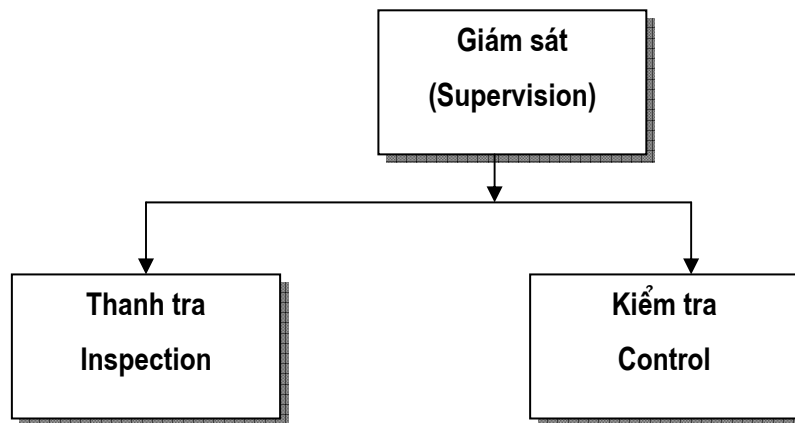 Giám sát
(Supervision)
Thanh tra
Inspection
Kiểm tra
Control